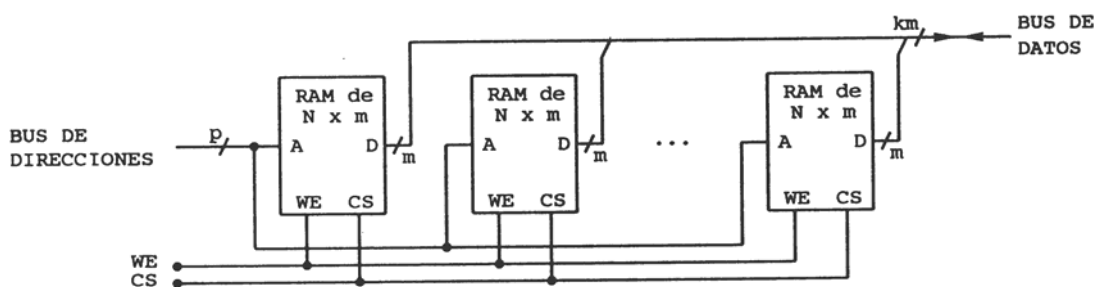 km
BUS DE
DATOS
RAM de
N x m
RAM de
N x m
RAM de
N x m
BUS DE
DIRECCIONES
p
A
D
m
A
D
m
...
A
D
m
WE
CS
WE
CS
WE
CS
WE
CS